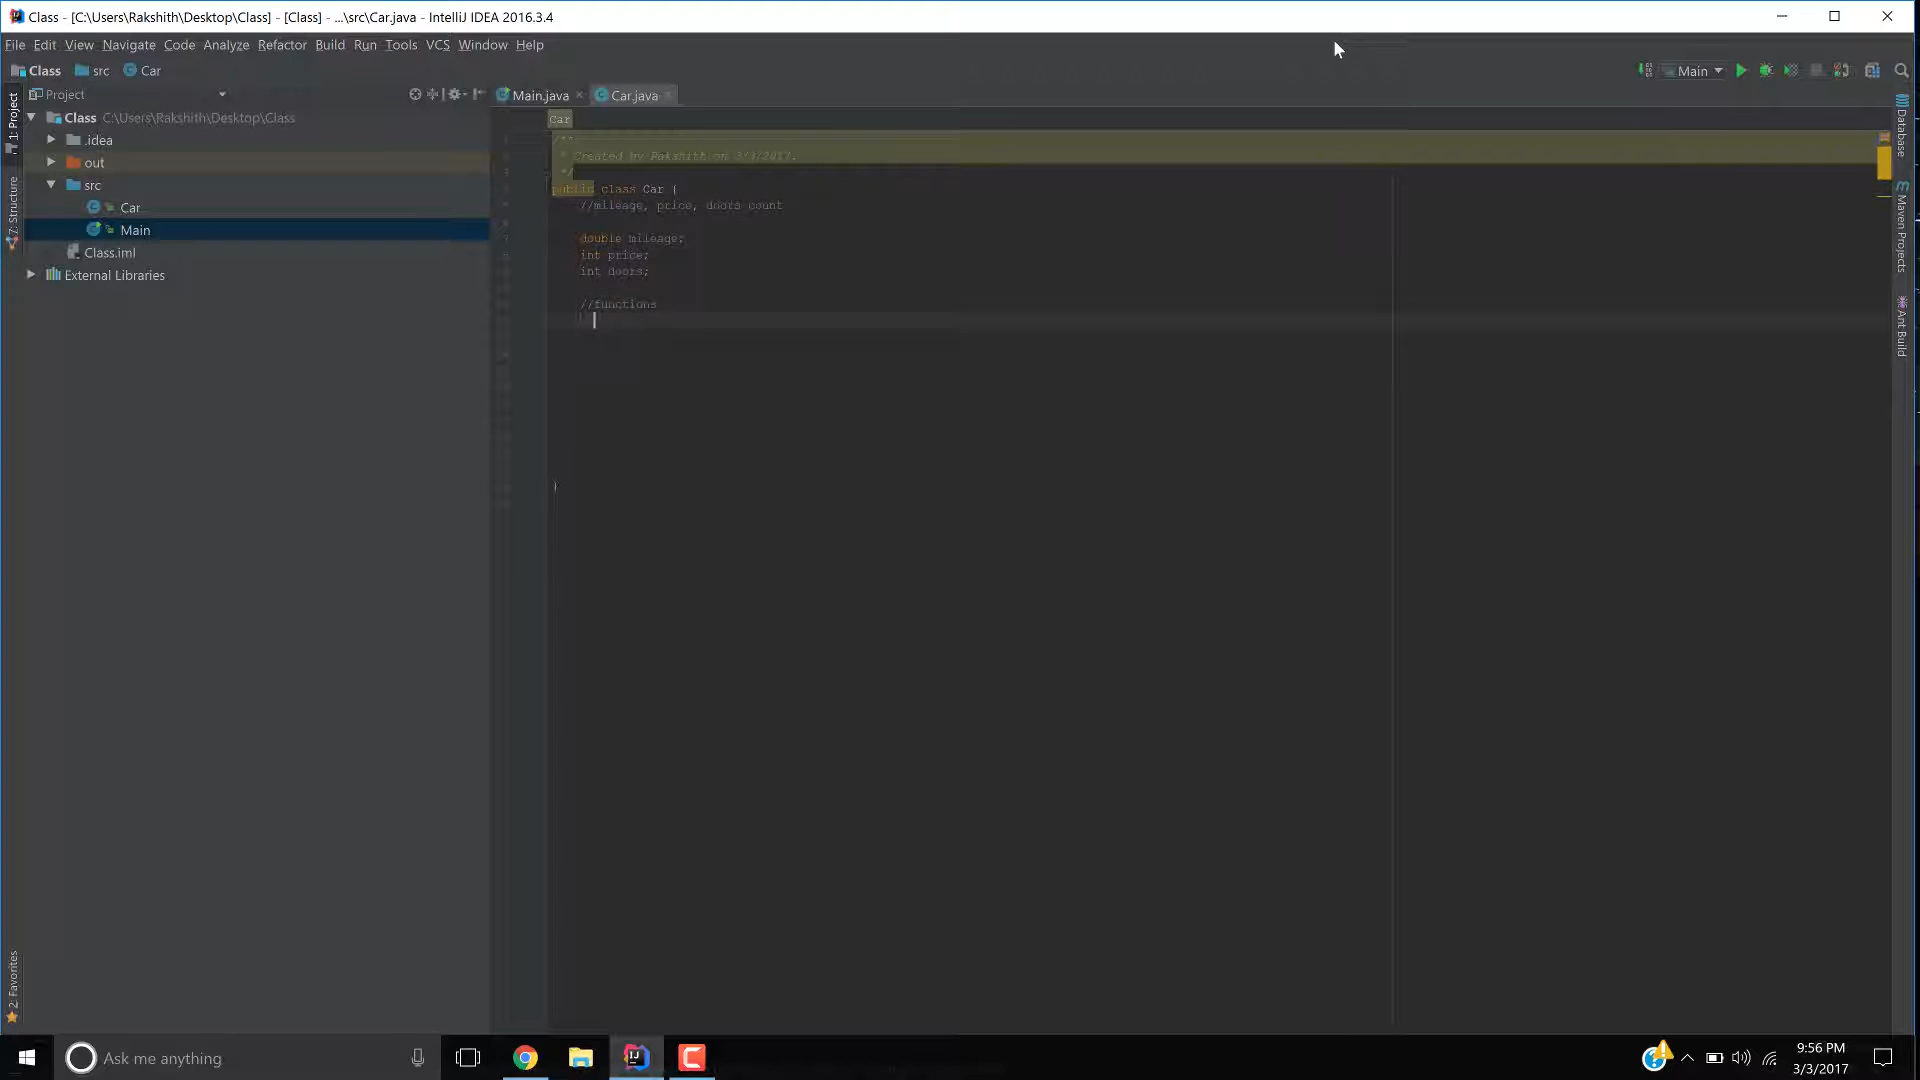 Class - [C:\Users\Rakshith\Desktop\Class] - [Class] - ...\src\Car.java - IntelliJ IDEA 2016.3.4
File Edit View Navigate Code Analyze Refactor Build Run Tools VCS Window Help
Class src Car
Main
Project
Main.java Car.java
1: Project
7: Structure
2: Favorites
Class C:\Users\Rakshith\Desktop\Class
.idea
out
src
Car
Main
Class.iml
External Libraries
Car
/**
* Created by Rakshith on 3/3/2017.
*/
public class Car {
//mileage, price, doors count
double mileage;
int price;
int doors;
//functions
}
Database
Maven Projects
Ant Build
Ask me anything
9:56 PM
3/3/2017